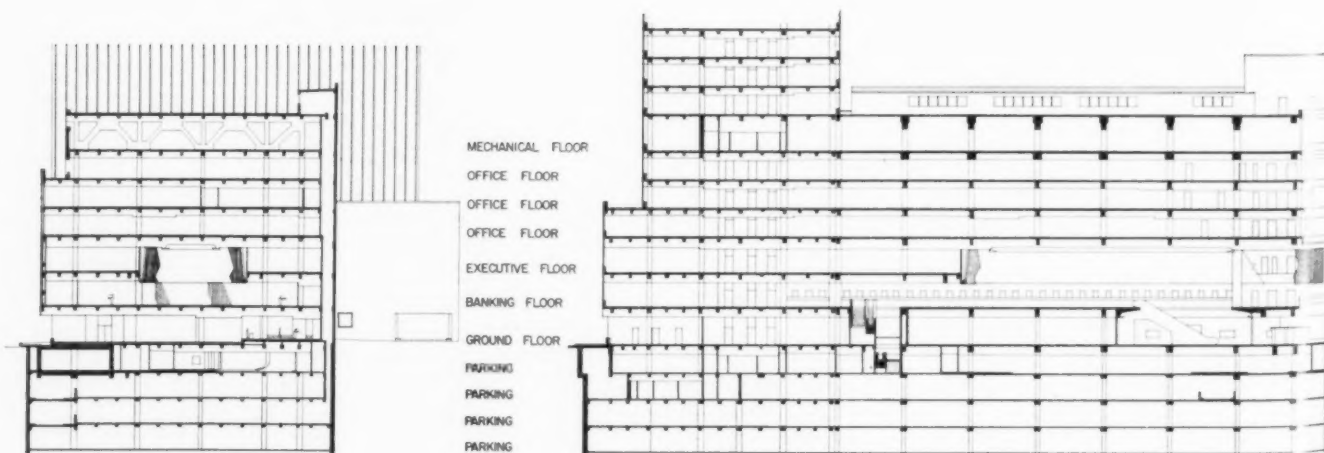 MECHANICAL FLOOR
OFFICE FLOOR
OFFICE FLOOR
OFFICE FLOOR
EXECUTIVE FLOOR
BANKING FLOOR
GROUND FLOOR
PARKING
PARKING
PARKING
PARKING